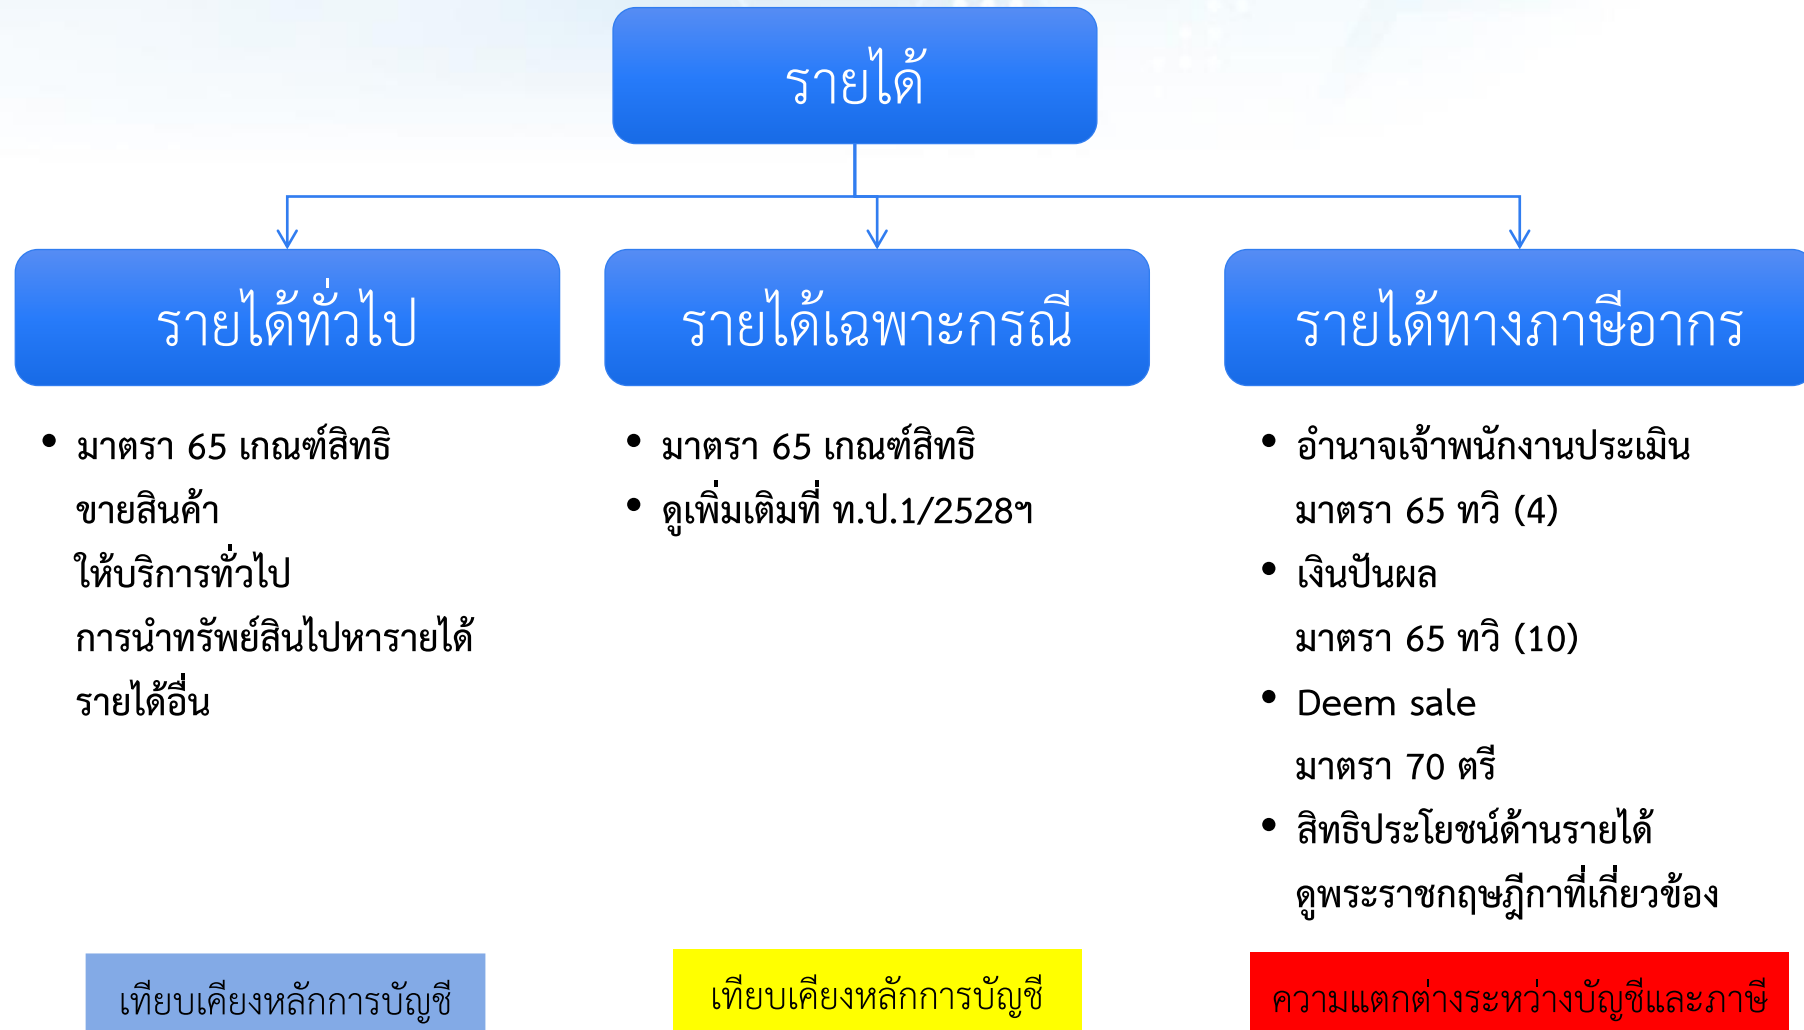 รายได้
รายได้ทั่วไป
• มาตรา 65 เกณฑ์สิทธิ
ขายสินค้า
ให้บริการทั่วไป
การนำทรัพย์สินไปหารายได้
รายได้อื่น
เทียบเคียงหลักการบัญชี
รายได้เฉพาะกรณี
• มาตรา 65 เกณฑ์สิทธิ
• ดูเพิ่มเติมที่ ท.ป.1/2528ฯ
เทียบเคียงหลักการบัญชี
รายได้ทางภาษีอากร
• อำนาจเจ้าพนักงานประเมิน
มาตรา 65 ทวิ (4)
• เงินปันผล
มาตรา 65 ทวิ (10)
• Deem sale
มาตรา 70 ตรี
• สิทธิประโยชน์ด้านรายได้
ดูพระราชกฤษฎีกาที่เกี่ยวข้อง
ความแตกต่างระหว่างบัญชีและภาษี